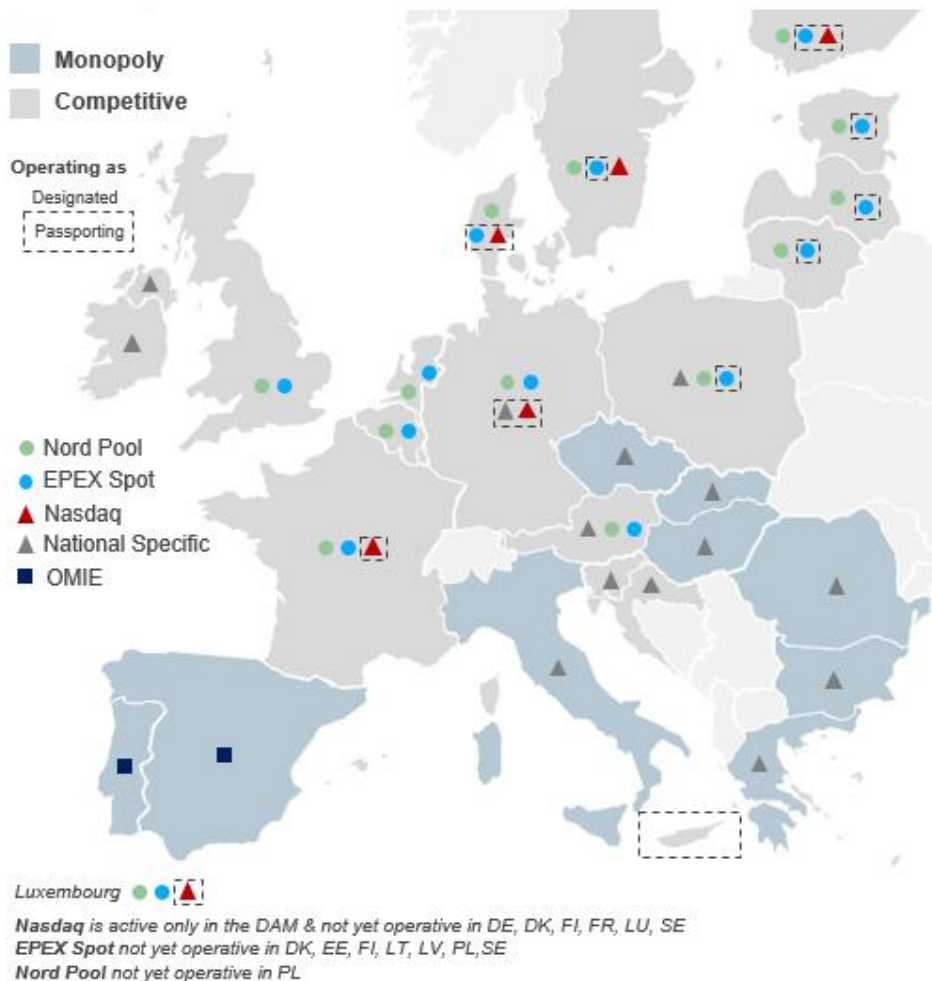 Monopoly
Competitive
Operating as
Designated
Passporting
Nord Pool
EPEX Spot
Nasdaq
National Specific
OMIE
Luxembourg
Nasdaq is active only in the DAM & not yet operative in DE, DK, FI, FR, LU, SE
EPEX Spot not yet operative in DK, EE, FI, LT, LV, PL,SE
Nord Pool not yet operative in PL